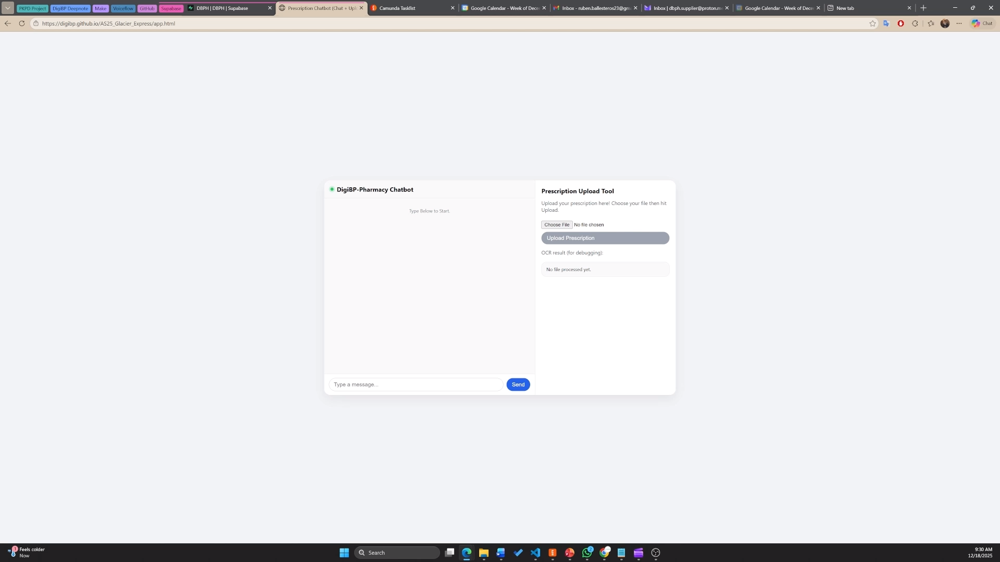 PKPD Project
DigiBP Deepnote
Make
Voiceflow
GitHub
Supabase
DBPH | DBPH | Supabase
Prescription Chatbot (Chat + Upl
Camunda Tasklist
Google Calendar - Week of Dece
Inbox - ruben.ballesteros23@gm
Inbox | dbph.supplier@proton.m
Google Calendar - Week of Dece
New tab
https://digibp.github.io/AS25_Glacier_Express/app.html
Chat
DigiBP-Pharmacy Chatbot
Type Below to Start.
Type a message...
Send
Prescription Upload Tool
Upload your prescription here! Choose your file then hit
Upload.
Choose File No file chosen
Upload Prescription
OCR result (for debugging):
No file processed yet.
1
Feels colder
Now
Search
2
9:30 AM
12/18/2025